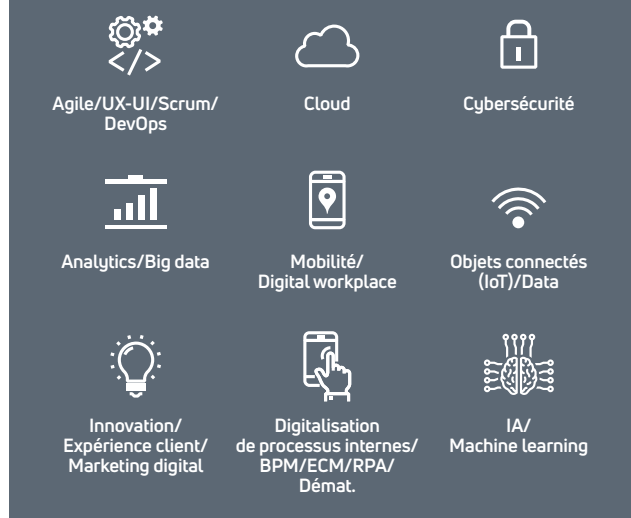 Agile/UX-UI/Scrum/
DevOps
Cloud
Cybersécurité
Analytics/Big data
Mobilité/
Digital workplace
Objets connectés
(IoT)/Data
Innovation/
Expérience client/
Marketing digital
Digitalisation
de processus internes/
BPM/ECM/RPA/
Démat.
IA/
Machine learning